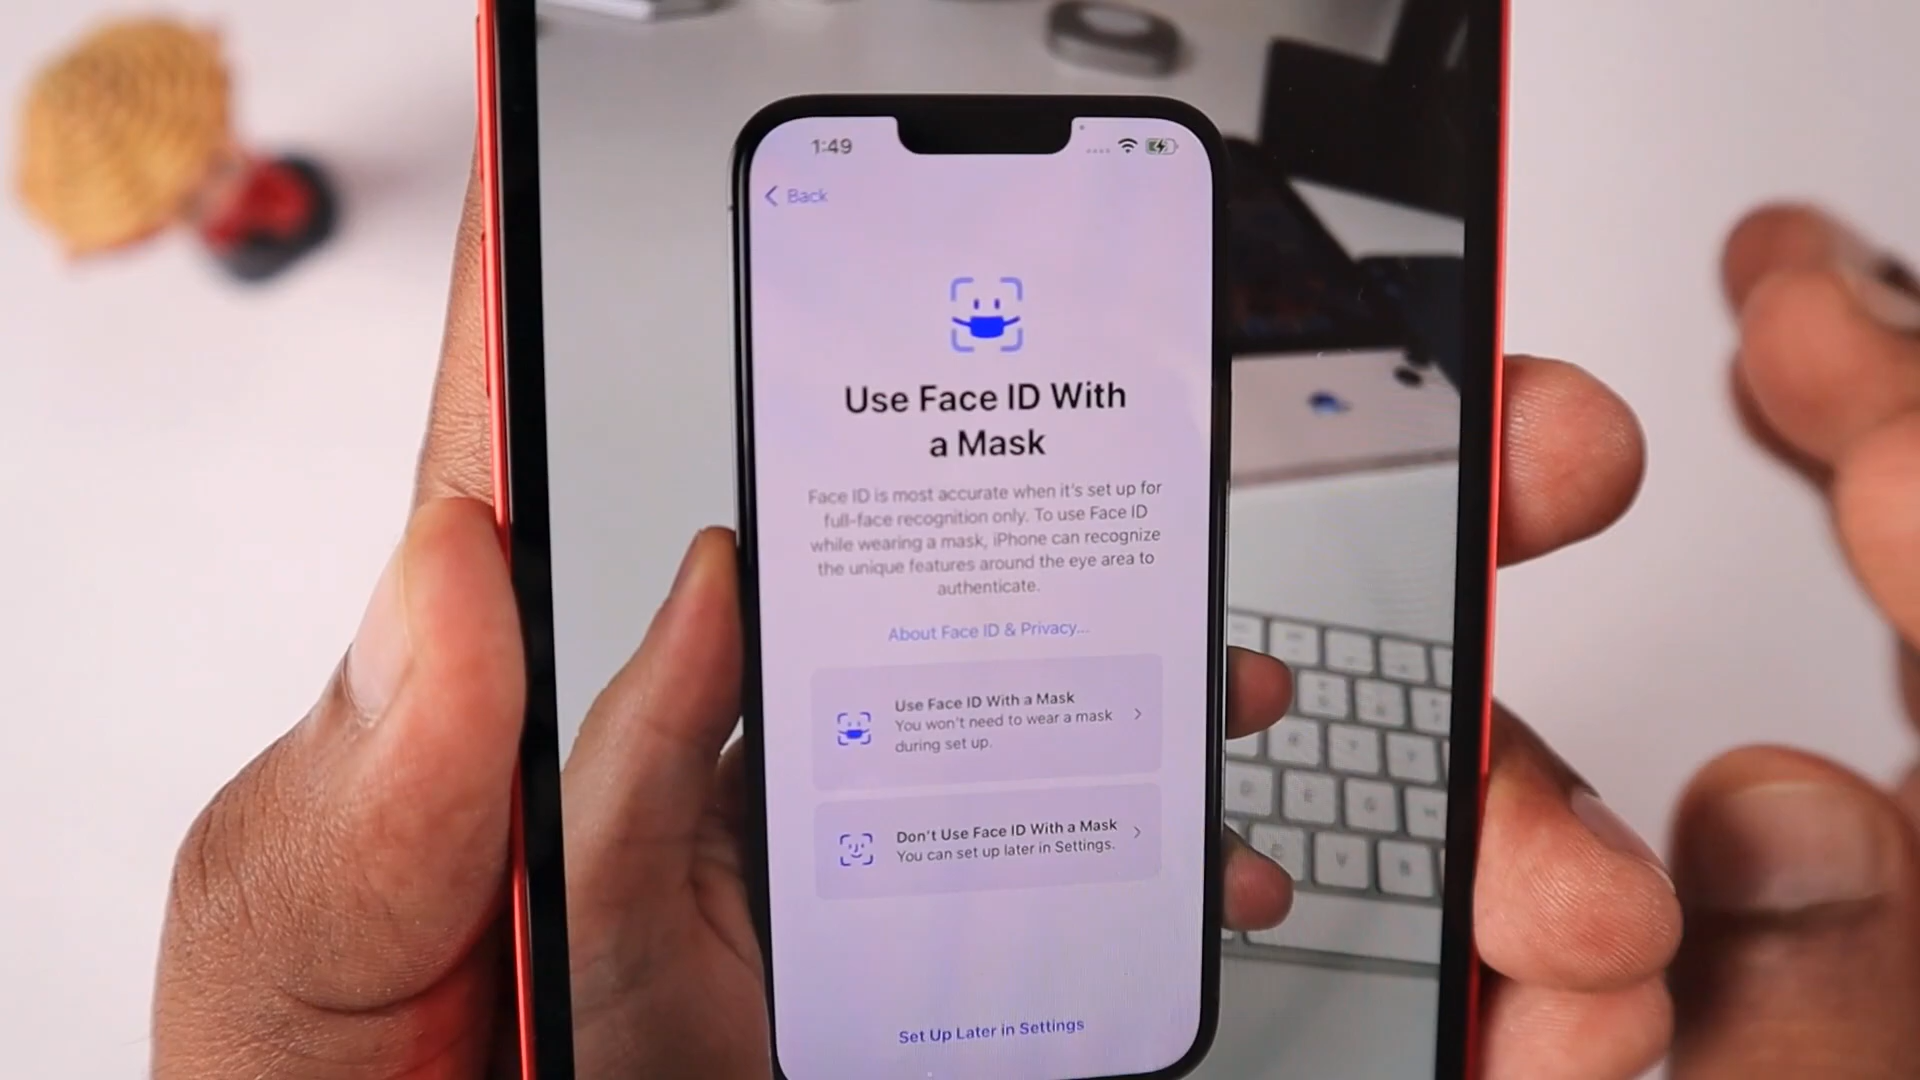 1:49
Back
Use Face ID With
a Mask
Face ID is most accurate when it's set up for
full-face recognition only. To use Face ID
while wearing a mask, iPhone can recognize
the unique features around the eye area to
authenticate.
About Face ID & Privacy...
Use Face ID With a Mask
You won't need to wear a mask
during set up.
Don't Use Face ID With a Mask
You can set up later in Settings.
Set Up Later in Settings